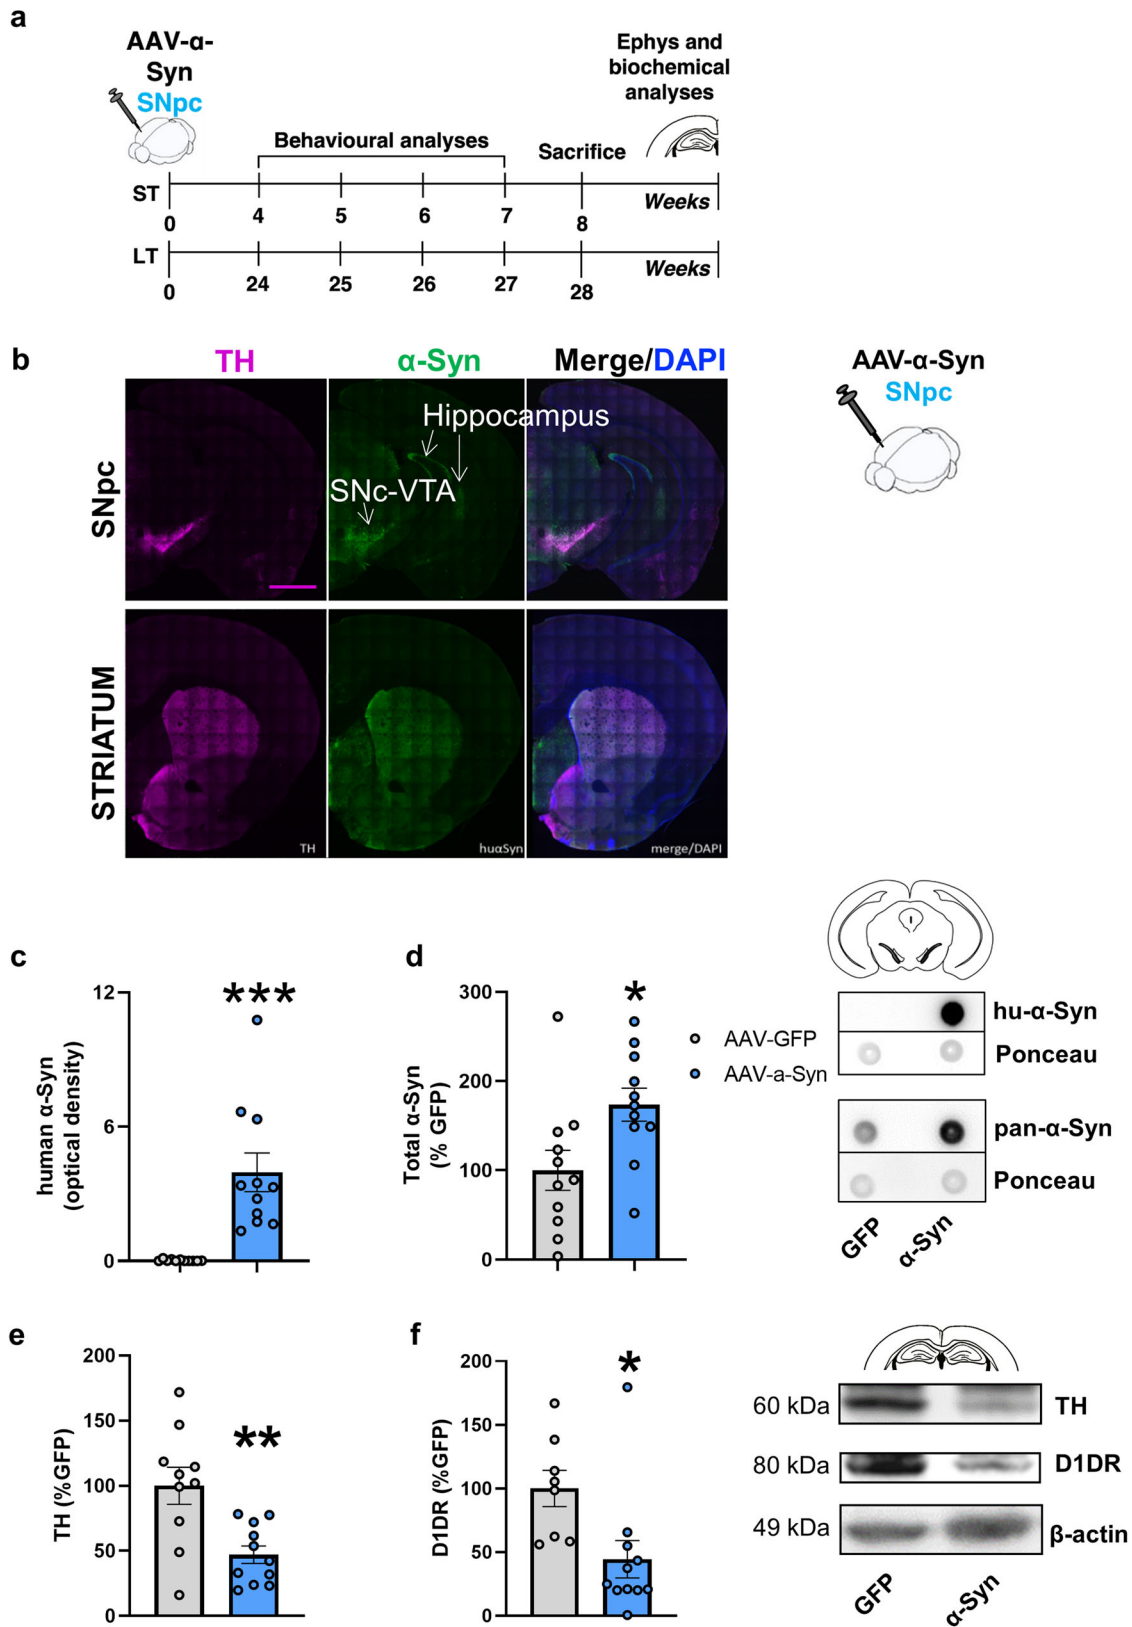 a
AAV-α-
Syn
SNpc
Ephys and
biochemical
analyses
Behavioural analyses
Sacrifice
ST
Weeks
0
4
5
6
7
8
LT
Weeks
0
24
25
26
27
28
b
TH
α-Syn
Merge/DAPI
AAV-α-Syn
SNpc
SNpc
Hippocampus
SNc-VTA
STRIATUM
TH
huαSyn
merge/DAPI
c
human α-Syn
(optical density)
12
6
0
***
d
Total α-Syn
(% GFP)
300
200
100
0
*
AAV-GFP
AAV-a-Syn
hu-α-Syn
Ponceau
pan-α-Syn
Ponceau
GFP
α-Syn
e
TH (%GFP)
200
150
100
50
0
**
f
D1DR (%GFP)
200
150
100
50
0
*
60 kDa
TH
80 kDa
D1DR
49 kDa
β-actin
GFP
α-Syn